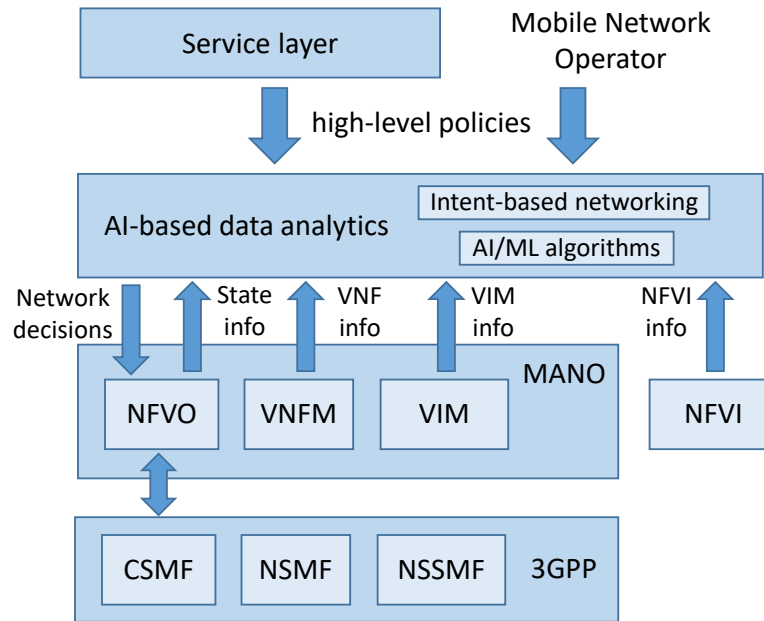 Service layer
Mobile Network
Operator
high-level policies
AI-based data analytics
Intent-based networking
AI/ML algorithms
Network
decisions
State
info
VNF
info
VIM
info
NFVI
info
MANO
NFVO
VNFM
VIM
NFVI
CSMF
NSMF
NSSMF
3GPP